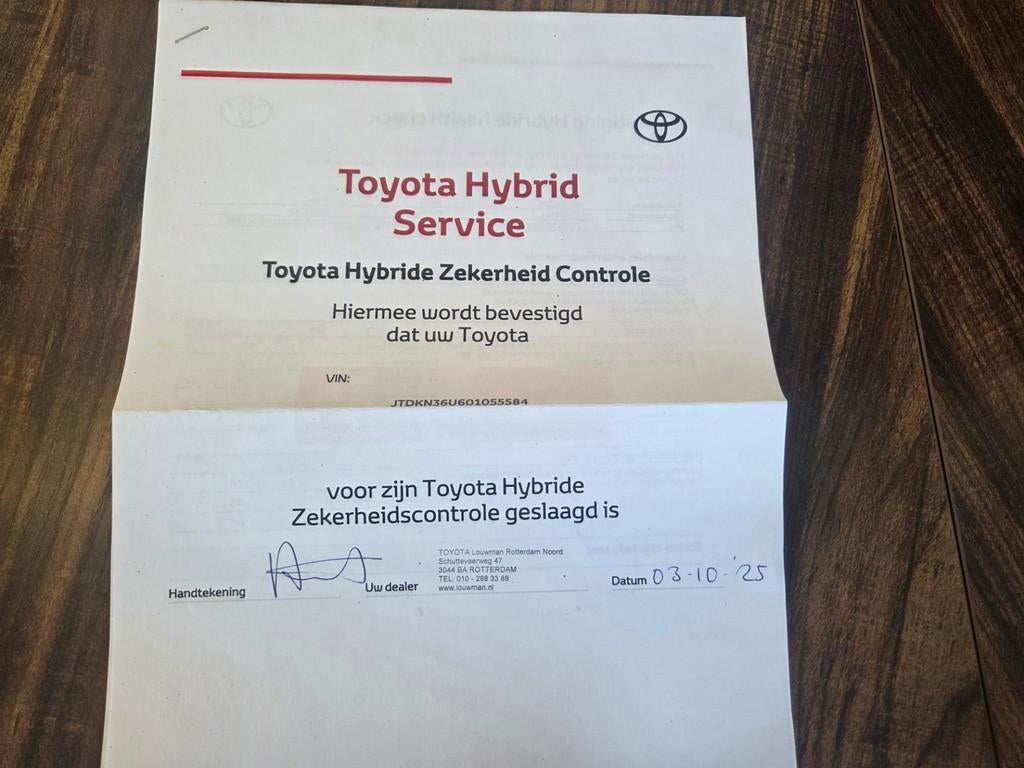 Toyota Hybrid
Service
Toyota Hybride Zekerheid Controle
Hiermee wordt bevestigd
dat uw Toyota
VIN:
JTDKN36U601055584
voor zijn Toyota Hybride
Zekerheidscontrole geslaagd is
Handtekening
Uw dealer
TOYOTA Louwman Rotterdam Noord
Schuttevaerweg 47
3044 BA ROTTERDAM
TEL: 010 - 298 33 88
www.louwman.nl
Datum 03-10-'25